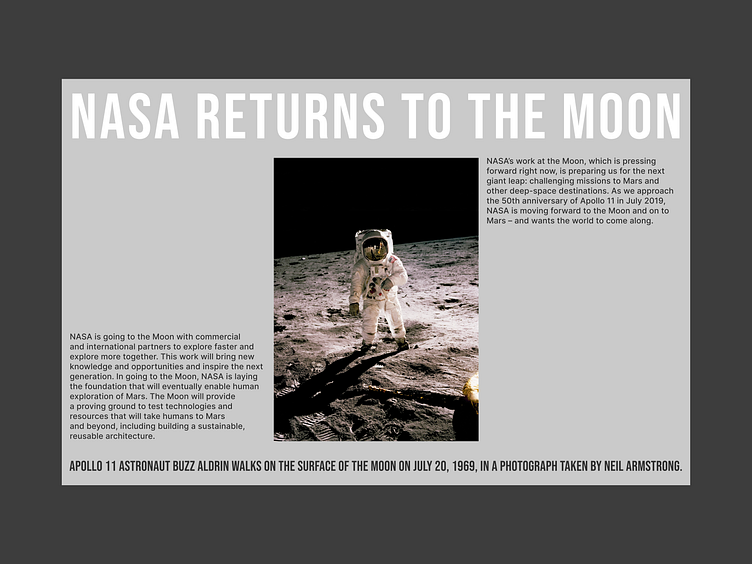 NASA RETURNS TO THE MOON
NASA's work at the Moon, which is pressing
forward right now, is preparing us for the next
giant leap: challenging missions to Mars and
other deep-space destinations. As we approach
the 50th anniversary of Apollo 11 in July 2019,
NASA is moving forward to the Moon and on to
Mars – and wants the world to come along.
NASA is going to the Moon with commercial
and international partners to explore faster and
explore more together. This work will bring new
knowledge and opportunities and inspire the next
generation. In going to the Moon, NASA is laying
the foundation that will eventually enable human
exploration of Mars. The Moon will provide
a proving ground to test technologies and
resources that will take humans to Mars
and beyond, including building a sustainable,
reusable architecture.
APOLLO 11 ASTRONAUT BUZZ ALDRIN WALKS ON THE SURFACE OF THE MOON ON JULY 20, 1969, IN A PHOTOGRAPH TAKEN BY NEIL ARMSTRONG.